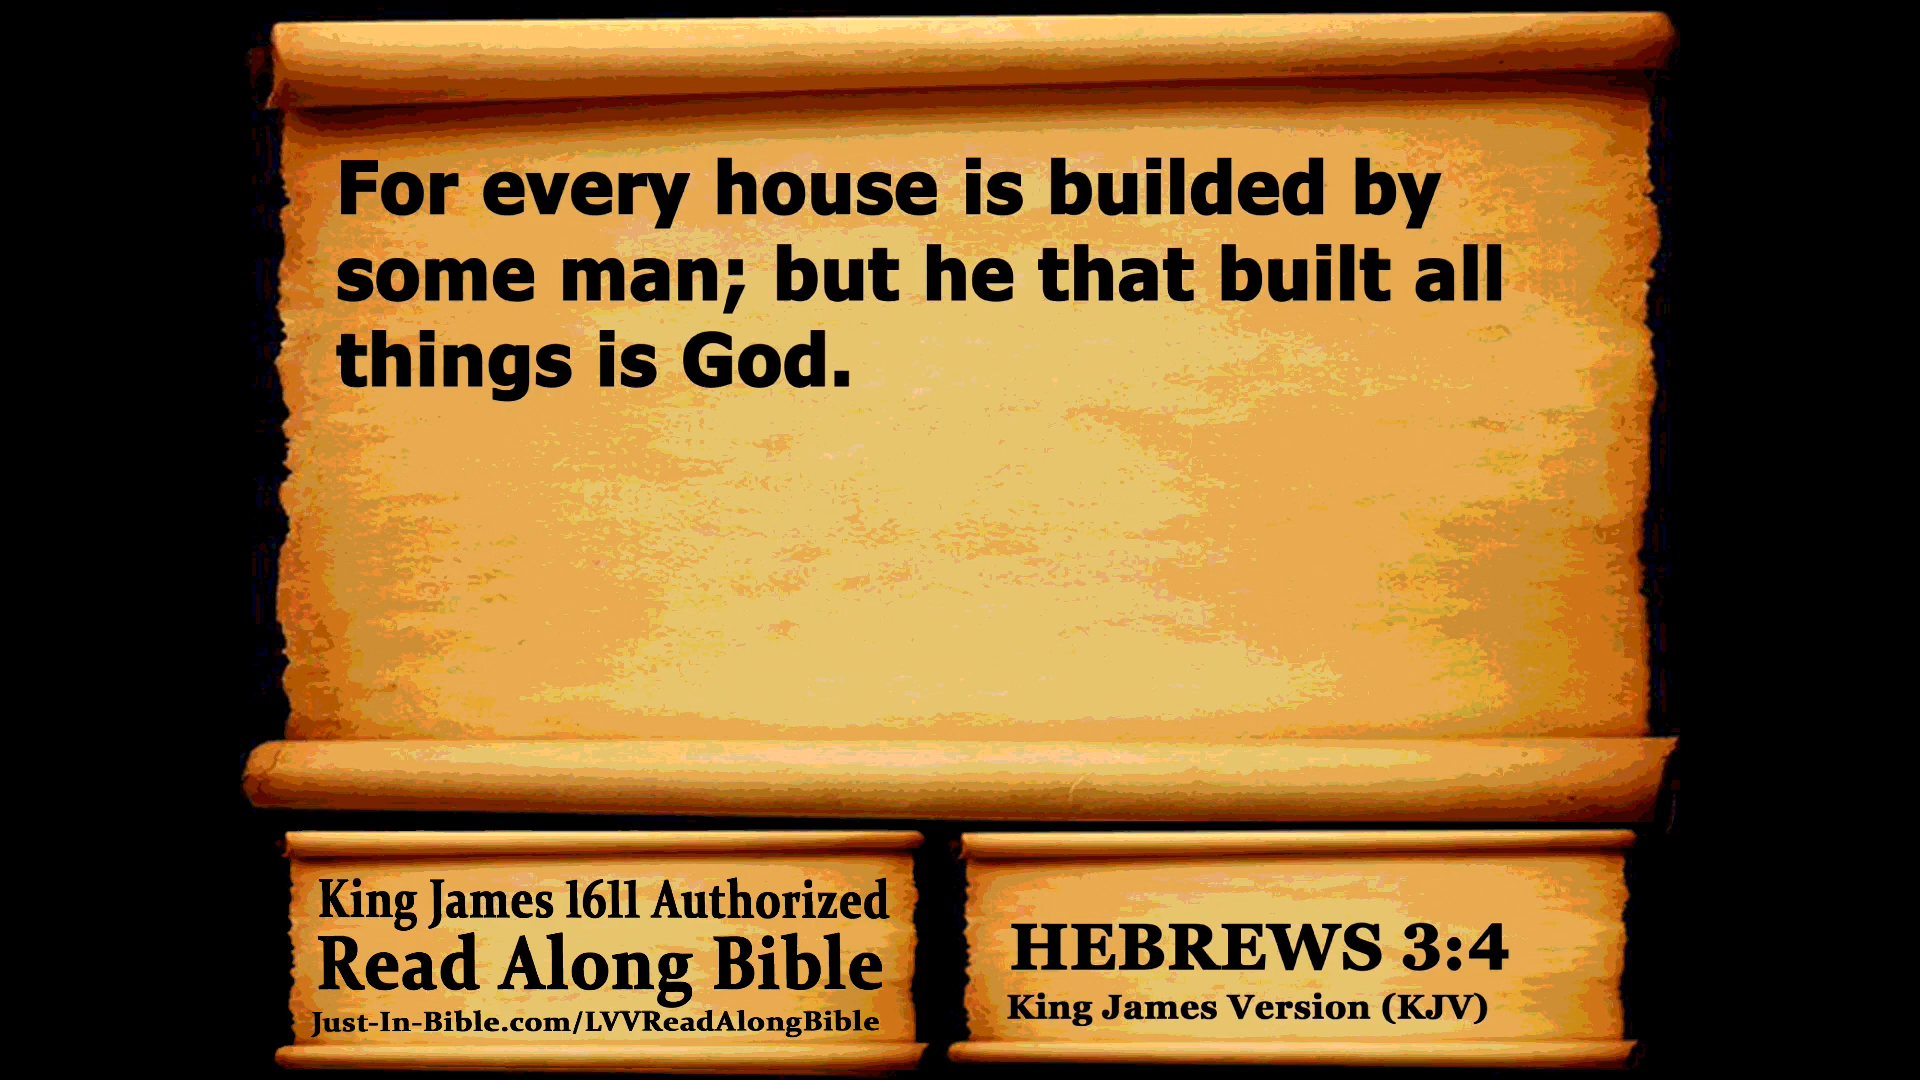 For every house is builded by
some man; but he that built all
things is God.
King James 1611 Authorized
Read Along Bible
Just-In-Bible.com/LVVReadAlongBible
HEBREWS 3:4
King James Version (KJV)